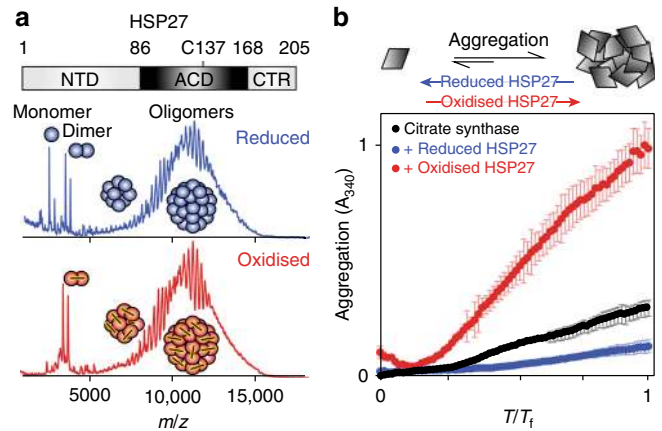 a
HSP27
1 86 C137 168 205
NTD ACD CTR
Monomer
Dimer
Oligomers
Reduced
Oxidised
5000 10,000 15,000
m/z
b
Aggregation
Reduced HSP27
Oxidised HSP27
Citrate synthase
+ Reduced HSP27
+ Oxidised HSP27
Aggregation (A340)
1
0
0 1
T/Tf